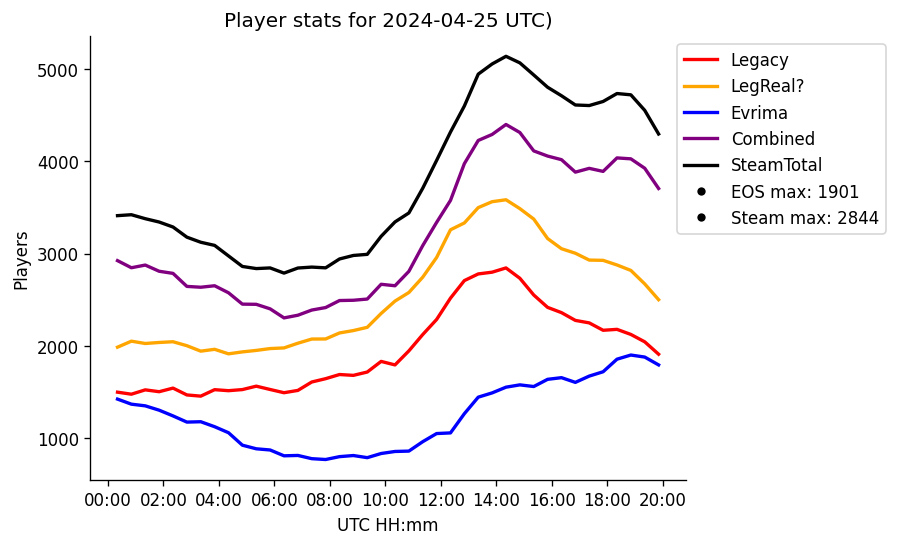 Player stats for 2024-04-25 UTC)
Players
5000
4000
3000
2000
1000
00:00 02:00 04:00 06:00 08:00 10:00 12:00 14:00 16:00 18:00 20:00
UTC HH:mm
Legacy
LegReal?
Evrima
Combined
SteamTotal
EOS max: 1901
Steam max: 2844